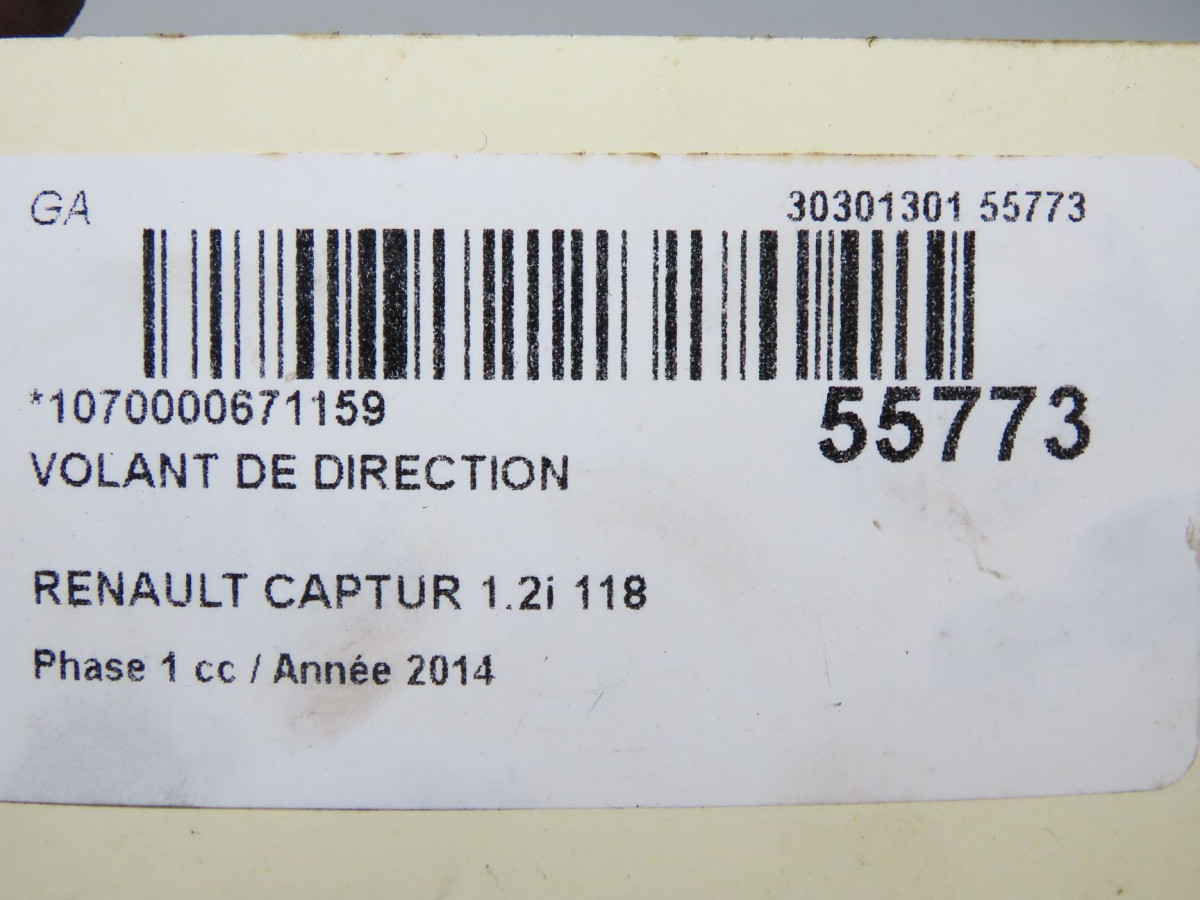 GA
30301301 55773
*1070000671159
55773
VOLANT DE DIRECTION
RENAULT CAPTUR 1.2i 118
Phase 1 cc / Année 2014